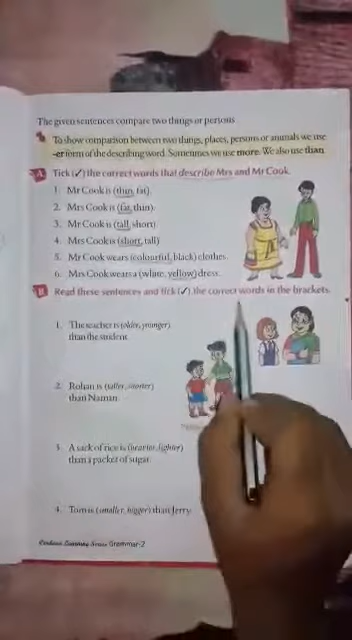 The given sentences compare two things or persons
To show comparison between two things, places, persons or animals we use
-er form of the describing word. Sometimes we use more. We also use than.
A Tick (✓) the correct words that describe Mrs and Mr Cook.
1. Mr Cook is (thin, fat).
2. Mrs Cook is (fat, thin).
3. Mr Cook is (tall, short)
4. Mrs Cook is (short, tall)
5. Mr Cook wears (colourful, black) clothes.
6. Mrs Cook wears a (white, yellow) dress.
B Read these sentences and tick (✓) the correct words in the brackets.
1. The teacher is (older, younger)
than the student.
2. Rohan is (taller, shorter)
than Naman.
3. A sack of rice is (heavier, lighter)
than a packet of sugar.
4. Tom is (smaller, bigger) than Jerry.
Learning Grammar-2